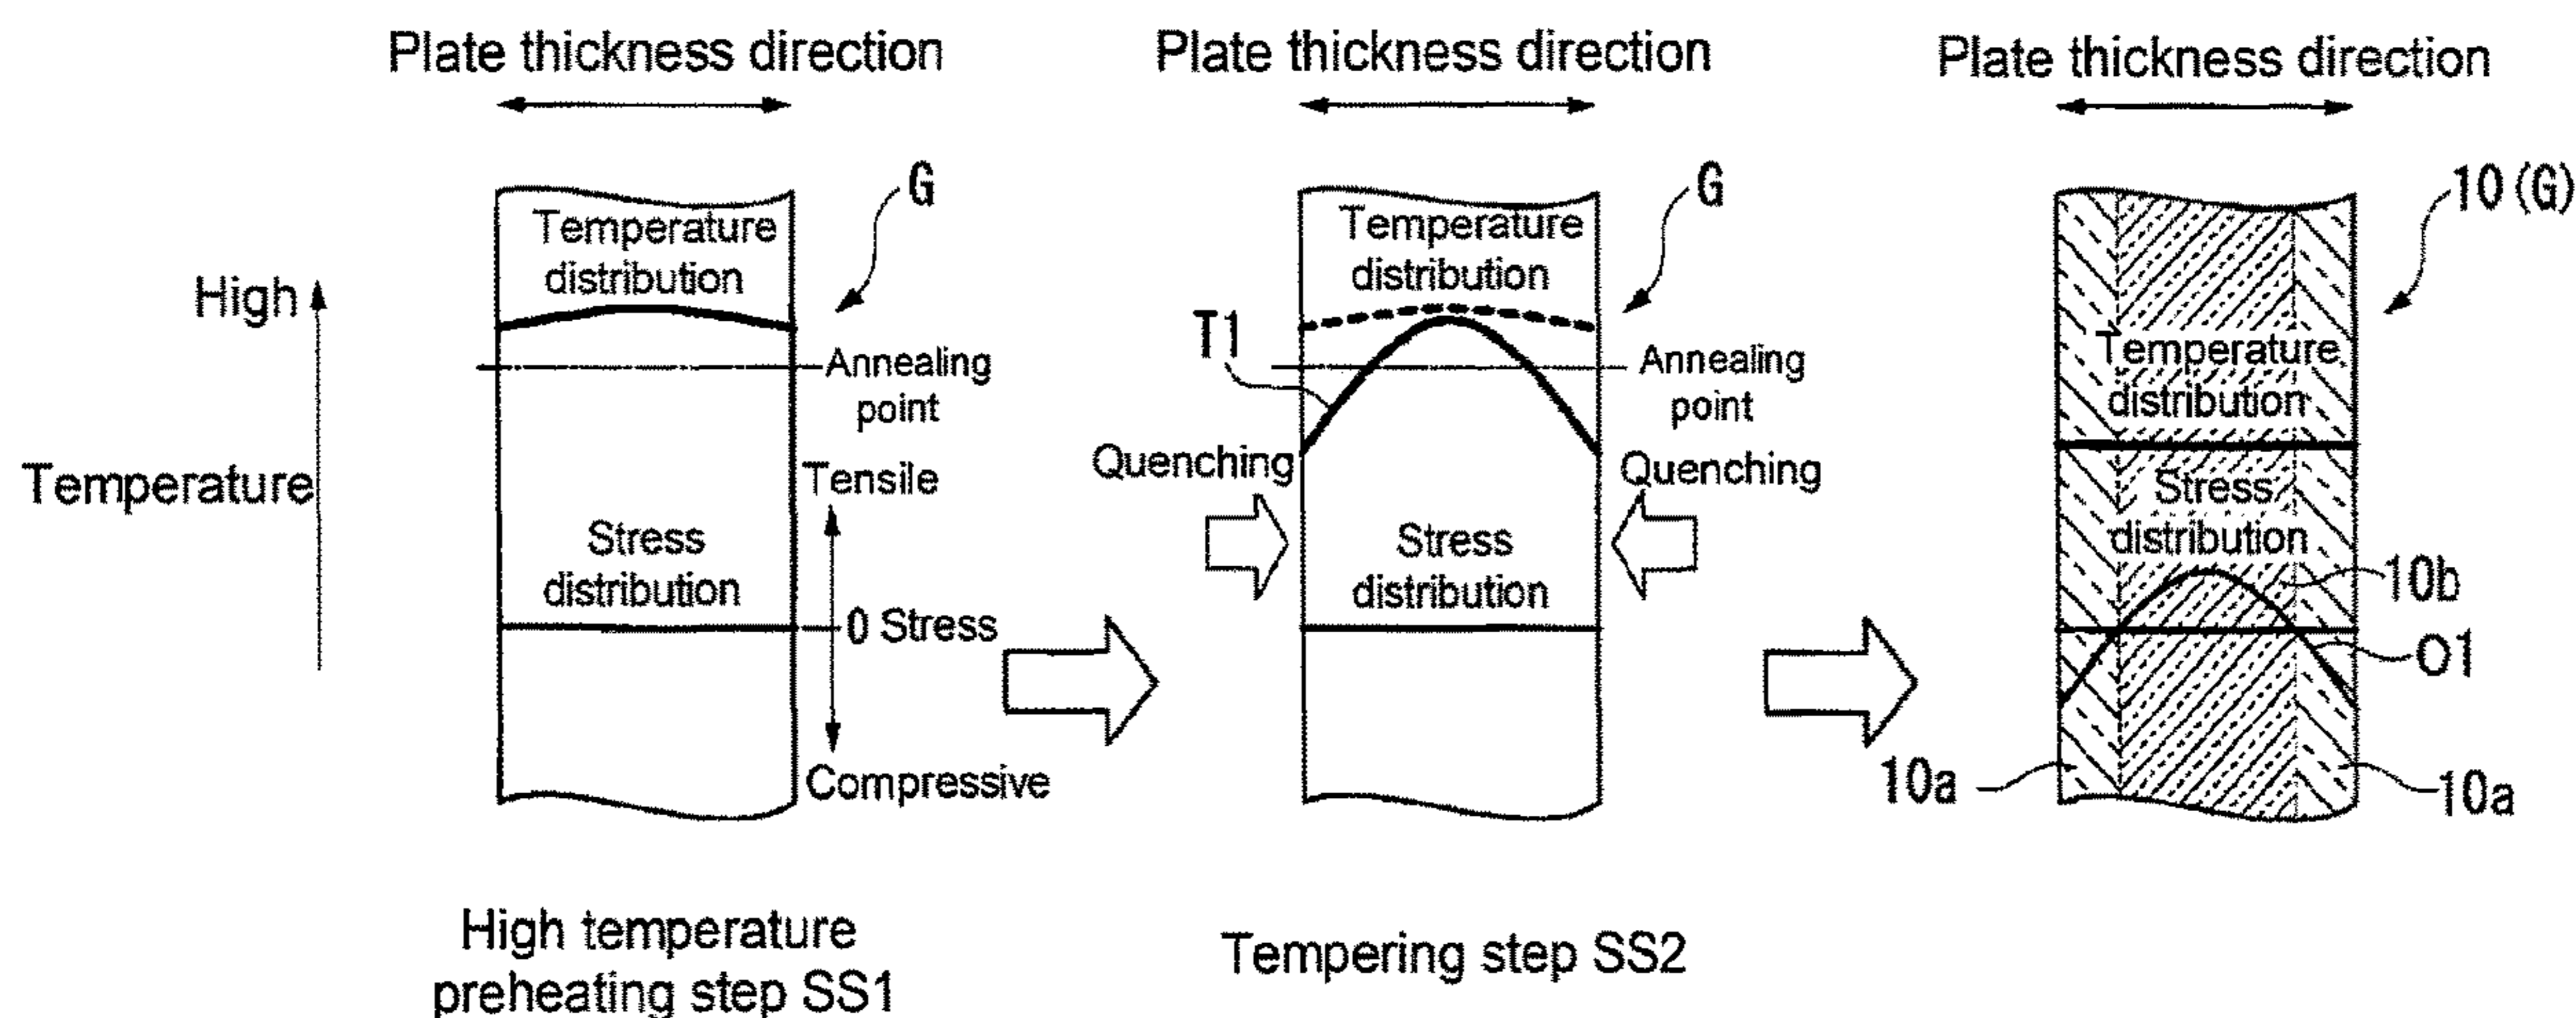 Plate thickness direction
Plate thickness direction
Plate thickness direction
High
Temperature
Temperature
distribution
G
Annealing
point
Tensile
Stress
distribution
0 Stress
Compressive
High temperature
preheating step SS1
Temperature
distribution
G
T1
Annealing
point
Quenching
Quenching
Stress
distribution
Tempering step SS2
10(G)
Temperature
distribution
Stress
distribution
10b
O1
10a
10a